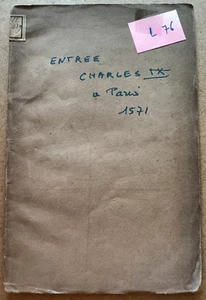 L 76
ENTREE
CHARLES IX
a Paris
1571